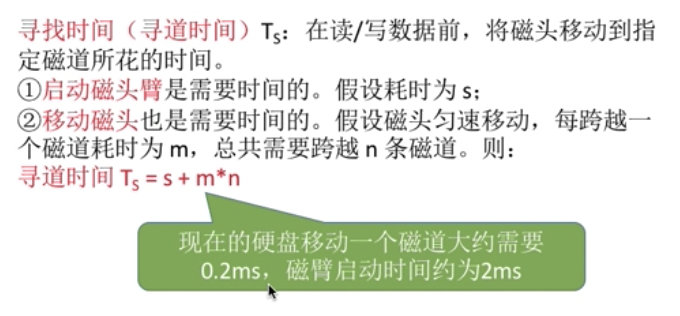 寻找时间（寻道时间）TS：在读/写数据前，将磁头移动到指
定磁道所花的时间。
①启动磁头臂是需要时间的。假设耗时为 s；
②移动磁头也是需要时间的。假设磁头匀速移动，每跨越一
个磁道耗时为 m，总共需要跨越 n 条磁道。则：
寻道时间 TS = s + m*n
现在的硬盘移动一个磁道大约需要
0.2ms，磁臂启动时间约为2ms